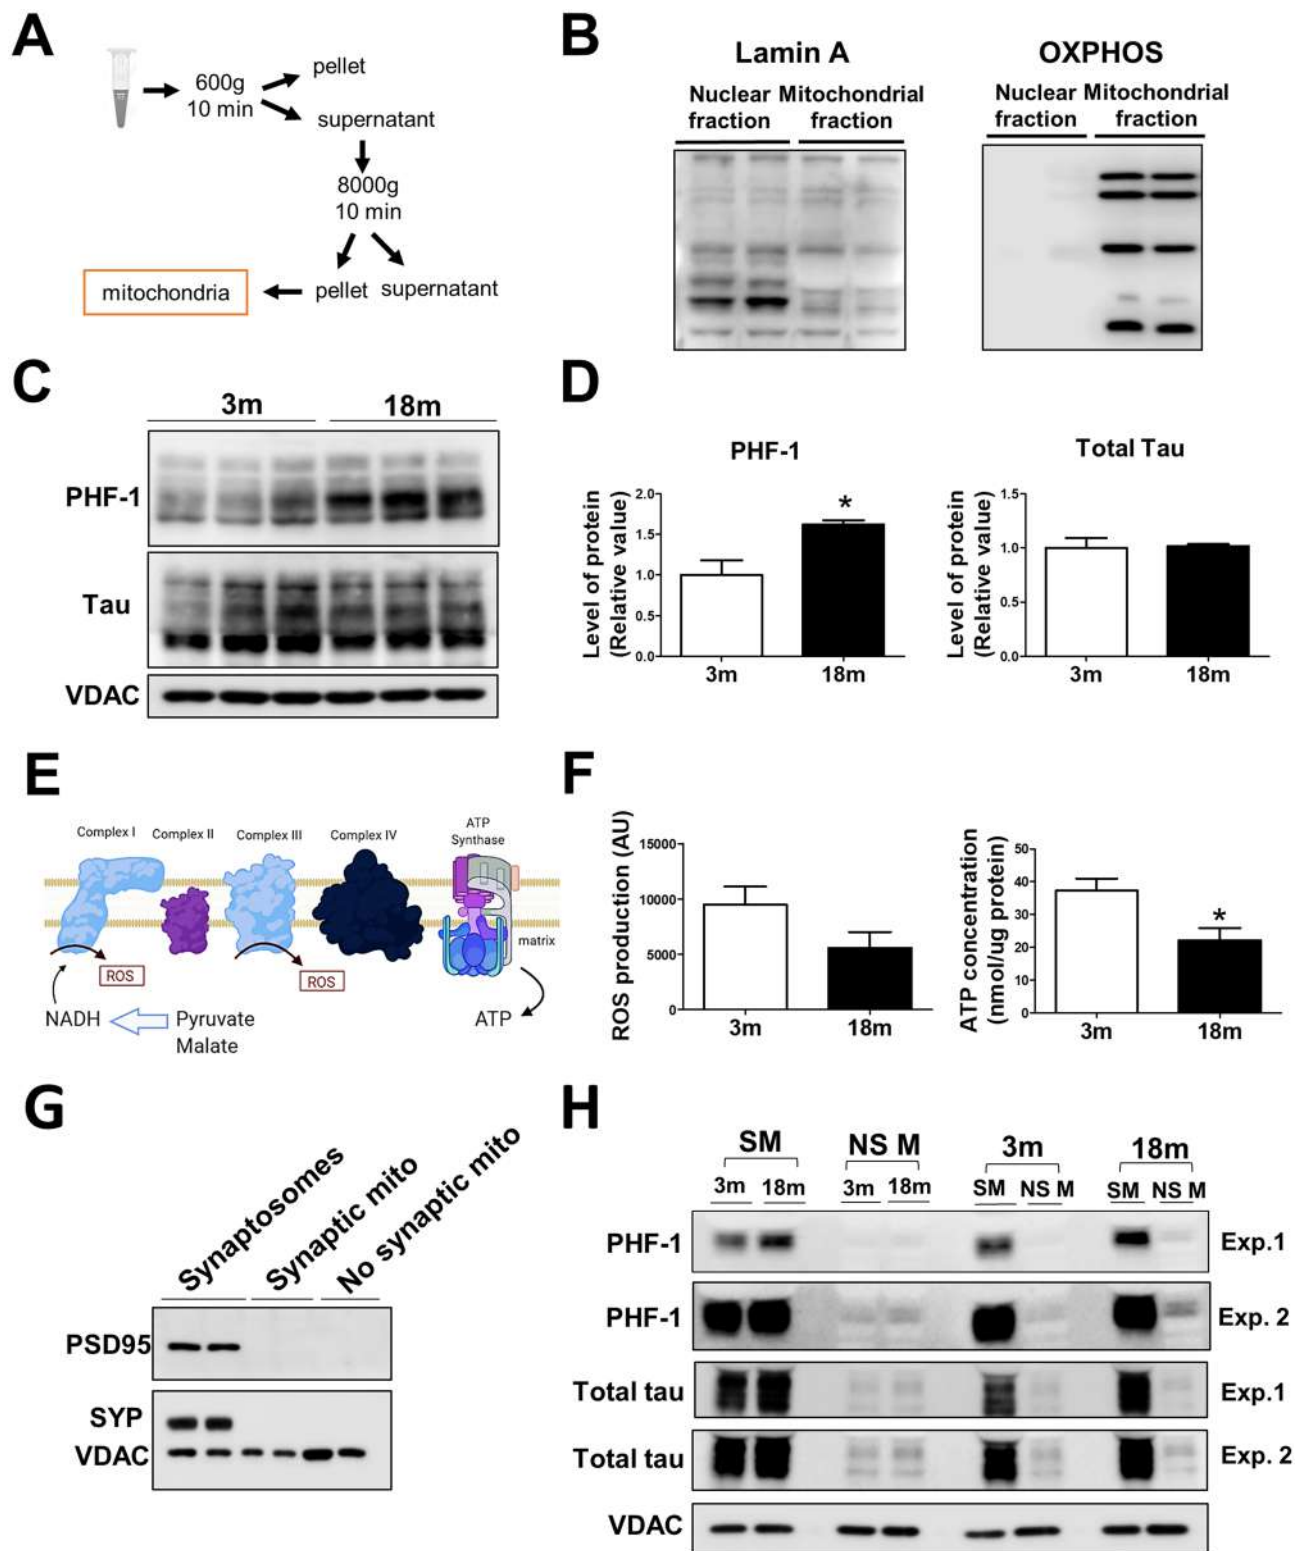 A
600g
10 min
pellet
supernatant
8000g
10 min
pellet supernatant
mitochondria
B
Lamin A
Nuclear Mitochondrial
fraction fraction
OXPHOS
Nuclear Mitochondrial
fraction fraction
C
3m 18m
PHF-1
Tau
VDAC
D
PHF-1
Level of protein
(Relative value)
2.0
1.5
1.0
0.5
0.0
*
3m 18m
Total Tau
Level of protein
(Relative value)
1.5
1.0
0.5
0.0
3m 18m
E
Complex I Complex II Complex III Complex IV
ATP
Synthase
matrix
ROS
ROS
NADH
Pyruvate
Malate
ATP
F
ROS production (AU)
15000
10000
5000
0
3m 18m
ATP concentration
(nmol/ug protein)
50
40
30
20
10
0
*
3m 18m
G
Synaptosomes
Synaptic mito
No synaptic mito
PSD95
SYP
VDAC
H
SM NS M 3m 18m
3m 18m 3m 18m SM NS M SM NS M
PHF-1 Exp.1
PHF-1 Exp. 2
Total tau Exp.1
Total tau Exp. 2
VDAC